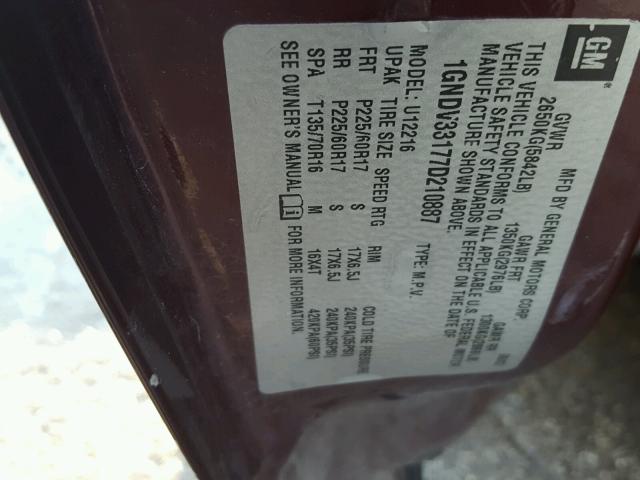 GM
MFD BY GENERAL MOTORS CORP
GVWR GAWR FRT GAWR RR
2650KG(5842LB) 1350KG(2976LB)
THIS VEHICLE CONFORMS TO ALL APPLICABLE U.S. FEDERAL MOTOR
VEHICLE SAFETY STANDARDS IN EFFECT ON THE DATE OF
MANUFACTURE SHOWN ABOVE.
1GNDV33177D210887 TYPE: M.P.V.
MODEL: U12216
UPAK TIRE SIZE SPEED RTG RIM COLD TIRE PRESSURE
FRT P225/60R17 S 17X6.5J 240KPA(35PSI)
RR P225/60R17 S 17X6.5J 240KPA(35PSI)
SPA T135/70R16 M 16X4T 420KPA(60PSI)
SEE OWNER'S MANUAL FOR MORE INFORMATION.